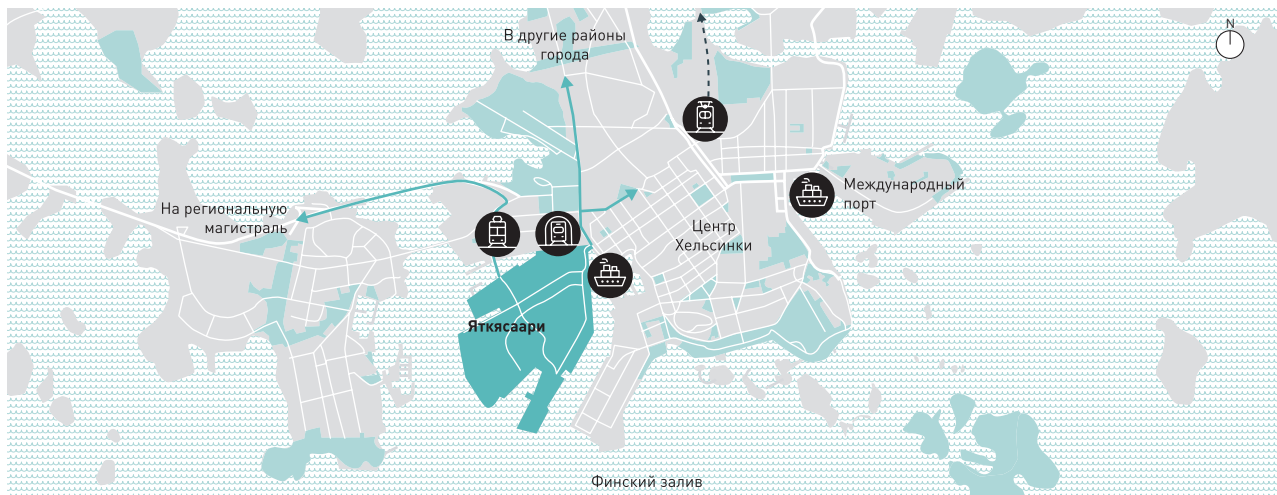 N
В другие районы
города
Международный
порт
На региональную
магистраль
Центр
Хельсинки
Яткясаари
Финский залив